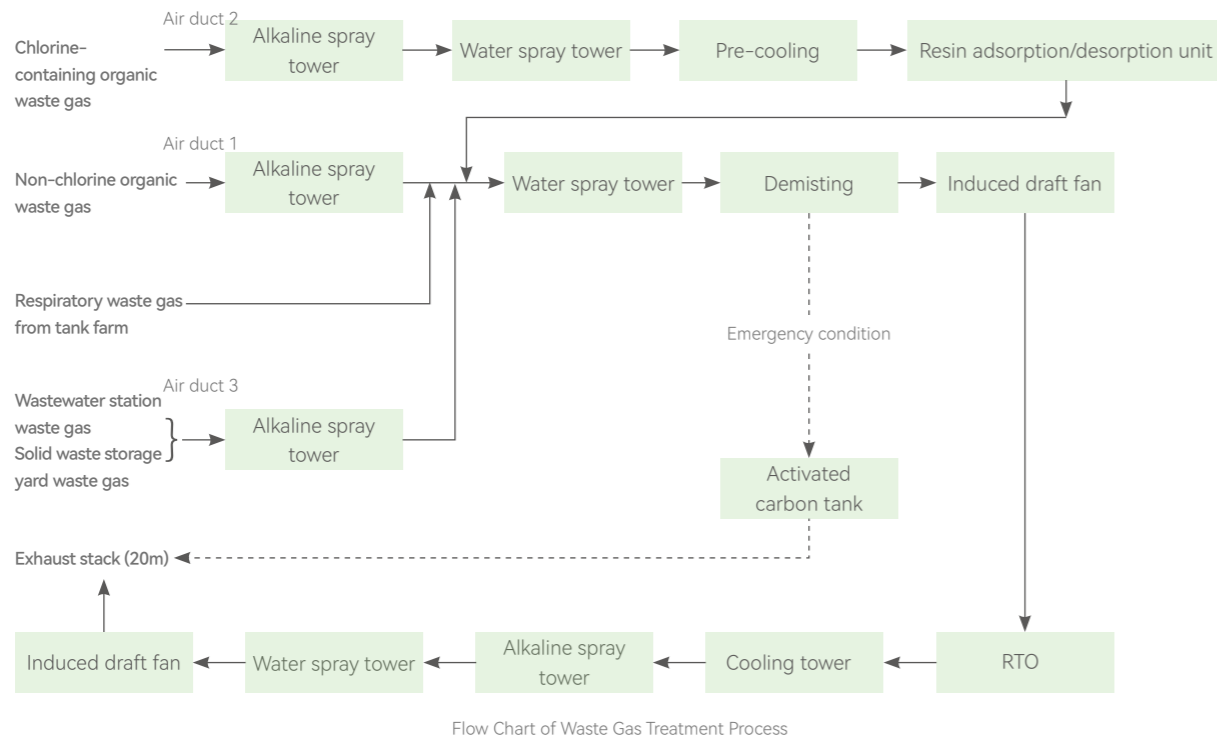 Air duct 2
Chlorine-
containing organic
waste gas
Alkaline spray
tower
Water spray tower
Pre-cooling
Resin adsorption/desorption unit
Air duct 1
Non-chlorine organic
waste gas
Alkaline spray
tower
Water spray tower
Demisting
Induced draft fan
Respiratory waste gas
from tank farm
Emergency condition
Air duct 3
Wastewater station
waste gas
Solid waste storage
yard waste gas
}
Alkaline spray
tower
Activated
carbon tank
Exhaust stack (20m)
Induced draft fan
Water spray tower
Alkaline spray
tower
Cooling tower
RTO
Flow Chart of Waste Gas Treatment Process